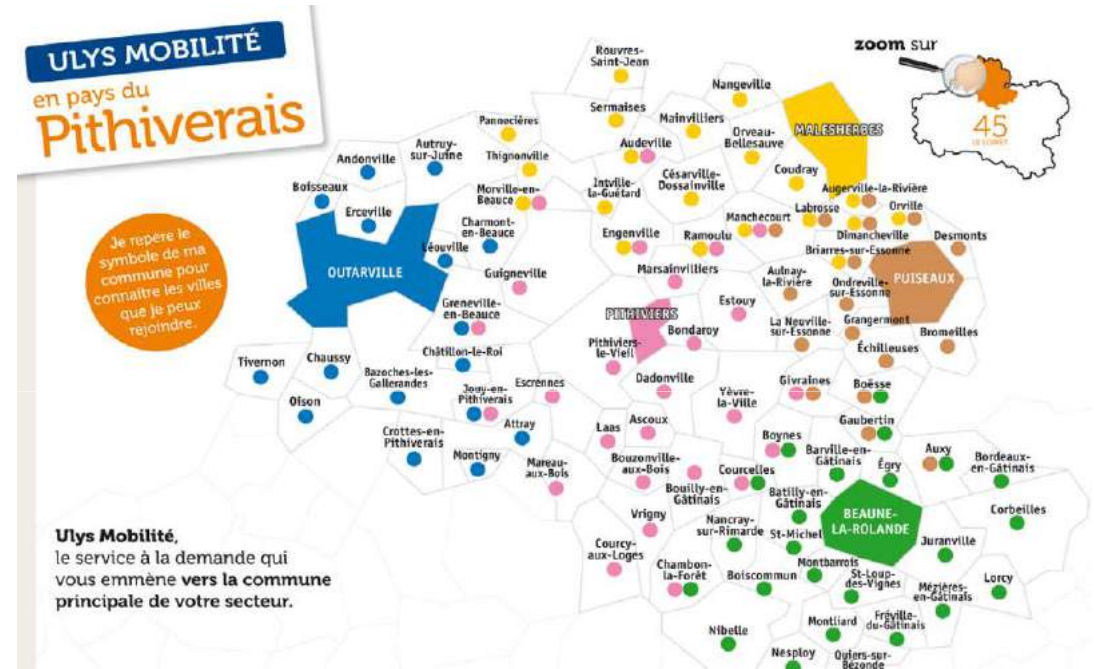 ULYS MOBILITÉ
en pays du
Pithiverais
zoom sur
45
Je repère le
symbole de ma
commune pour
connaître les villes
que je peux
rejoindre.
Rouvres-
Saint-Jean
Nangeville
Sermaises
Mainvilliers
MALESHERBES
Pannecières
Orveau-
Bellesauve
Autruy-
sur-Juine
Andonville
Audeville
Thignonville
Coudray
Césarville-
Dossainville
Boisseaux
Morville-en-
Beauce
Intville-
la-Guétard
Augerville-la-Rivière
Erceville
Labrosse
Orville
Manchecourt
Charmont-
en-Beauce
Engenville
Ramoulu
Dimancheville
Desmonts
Léouville
Briarres-sur-Essonne
OUTARVILLE
Guigneville
Marsainvilliers
Aulnay-
la-Rivière
PUISEAUX
Ondreville-
sur-Essonne
Greneville-
en-Beauce
Estouy
PITHIVIERS
La Neuville-
sur-Essonne
Grangermont
Bondaroy
Bromeilles
Pithiviers-
le-Vieil
Échilleuses
Châtillon-le-Roi
Chaussy
Tivernon
Bazoches-les-
Gallerandes
Dadonville
Givraines
Boësse
Escrennes
Jouy-en-
Pithiverais
Yèvre-
la-Ville
Oison
Gaubertin
Ascoux
Laas
Attray
Crottes-en-
Pithiverais
Boynes
Barville-en-
Gâtinais
Auxy
Montigny
Bordeaux-
en-Gâtinais
Mareau-
aux-Bois
Bouzonville-
aux-Bois
Courcelles
Égry
Bouilly-en-
Gâtinais
Batilly-en-
Gâtinais
Corbeilles
Vrigny
BEAUNE-
LA-ROLANDE
Nancray-
sur-Rimarde
St-Michel
Juranville
Courcy-
aux-Loges
Montbarrois
Chambon-
la-Forêt
Boiscommun
St-Loup-
des-Vignes
Lorcy
Mézières-
en-Gâtinais
Fréville-
du-Gâtinais
Montliard
Nibelle
Nesploy
Quiers-sur-
Bézonde
Ulys Mobilité,
le service à la demande qui
vous emmène vers la commune
principale de votre secteur.